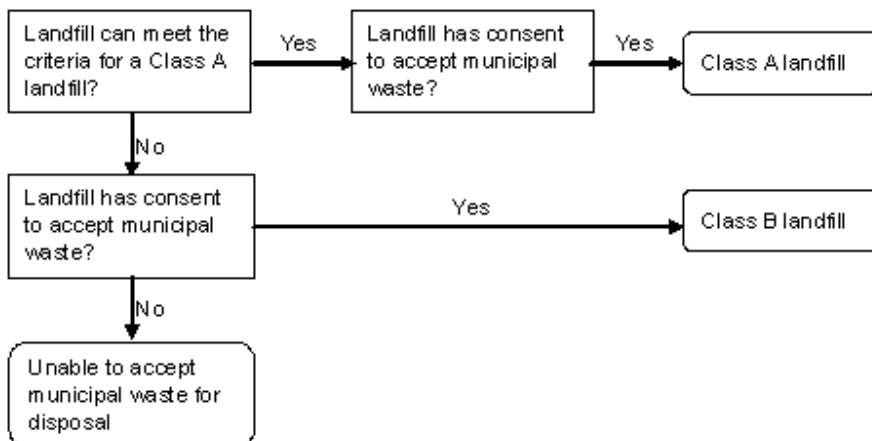 Landfill can meet the
criteria for a Class A
landfill?
Yes
Landfill has consent
to accept municipal
waste?
Yes
Class A landfill
No
Landfill has consent
to accept municipal
waste?
Yes
Class B landfill
No
Unable to accept
municipal waste for
disposal